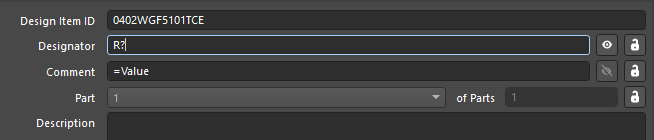 Design Item ID 0402WGF5101TCE
Designator R?
Comment =Value
Part 1 of Parts 1
Description